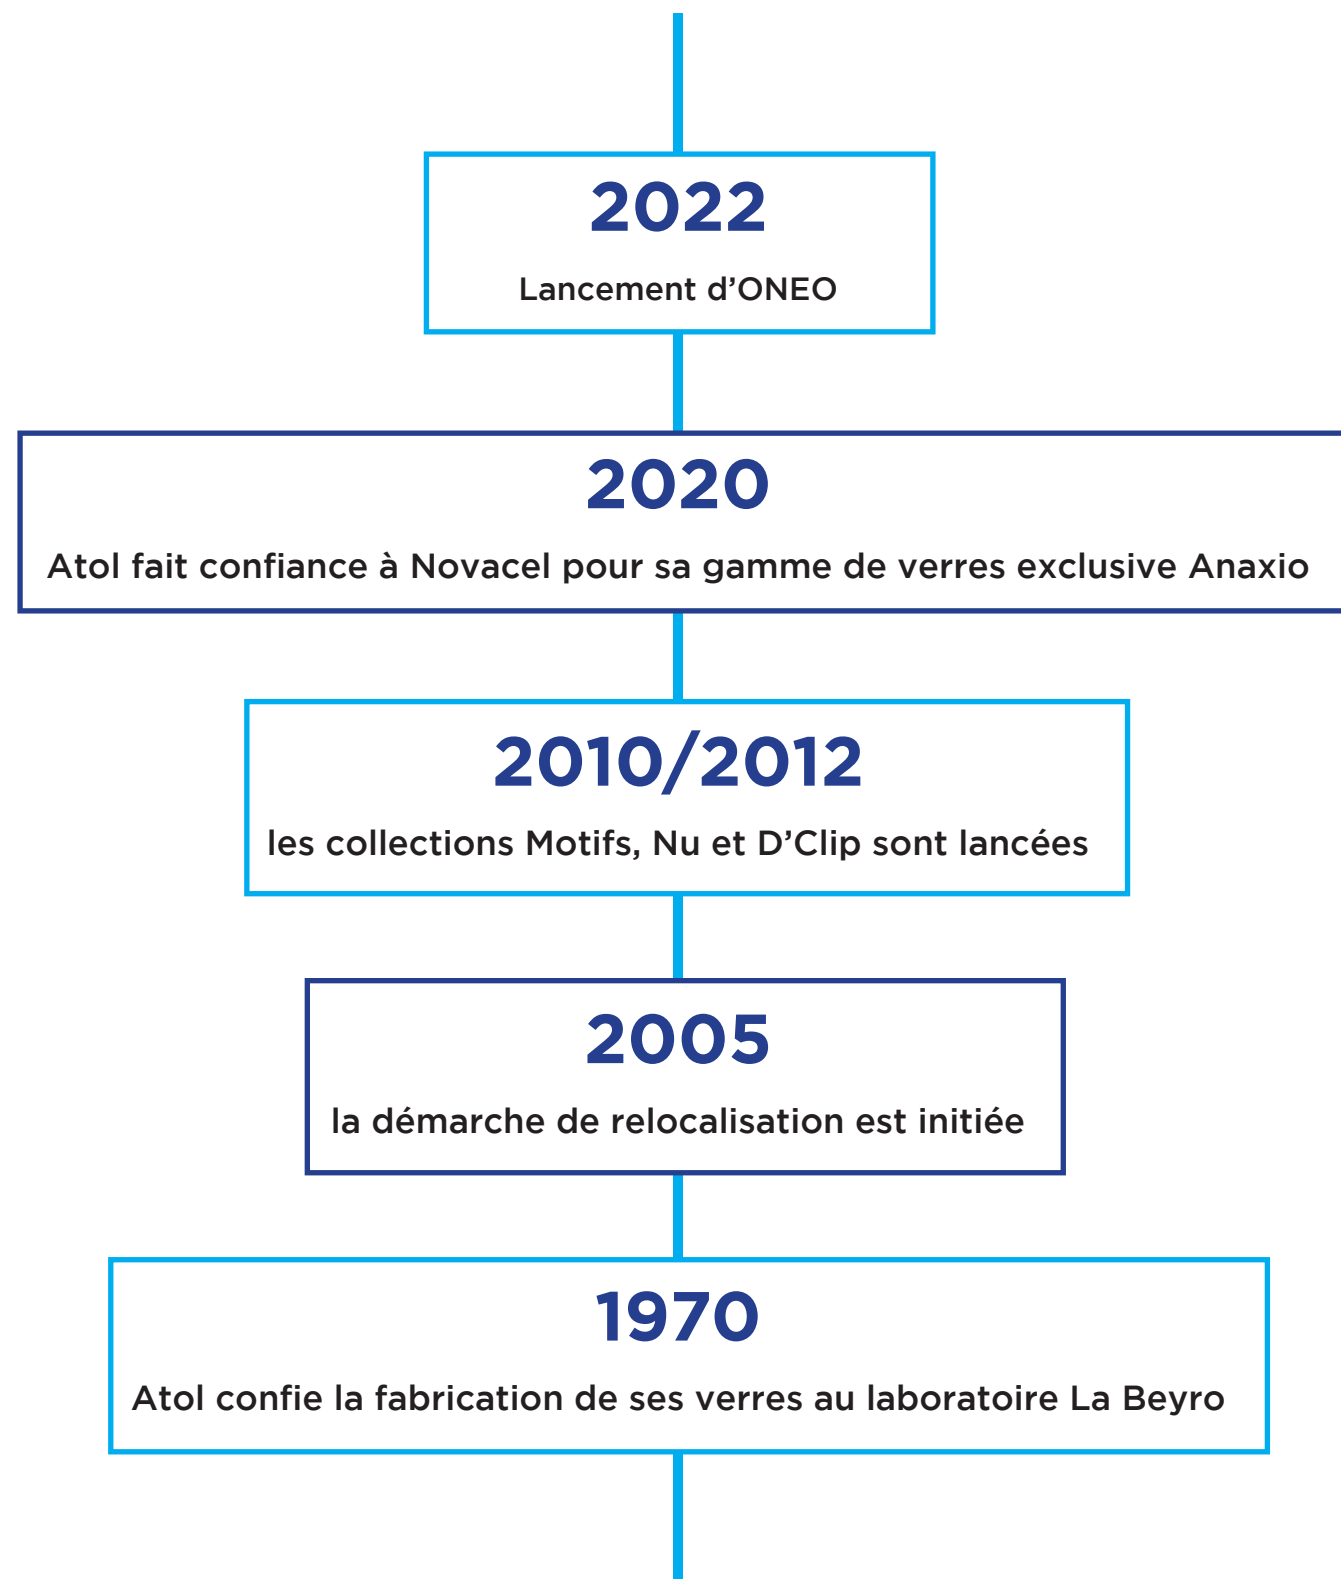 2022
Lancement d’ONEO
2020
Atol fait confiance à Novacel pour sa gamme de verres exclusive Anaxio
2010/2012
les collections Motifs, Nu et D’Clip sont lancées
2005
la démarche de relocalisation est initiée
1970
Atol confie la fabrication de ses verres au laboratoire La Beyro